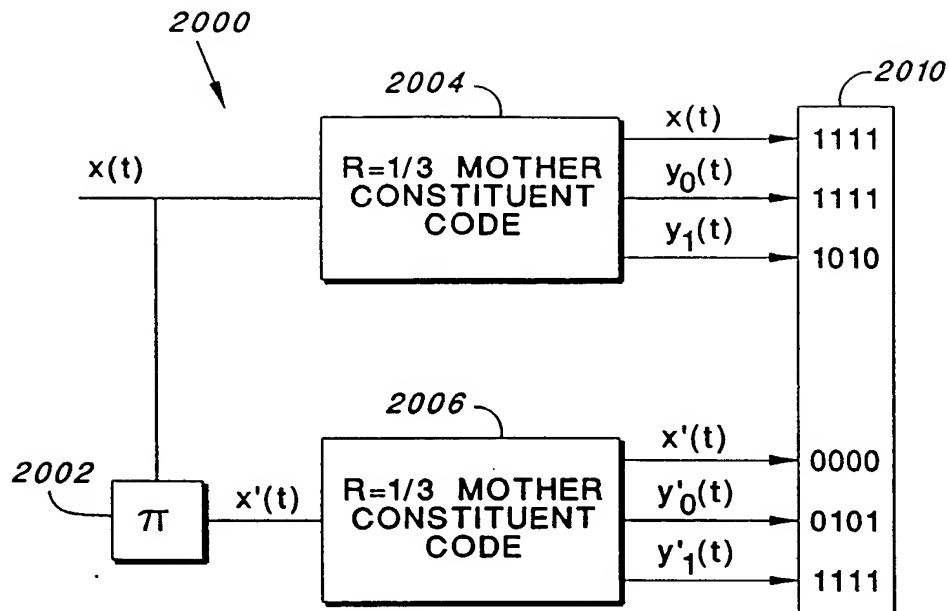 2000
2004
2010
x(t)
R=1/3 MOTHER
CONSTITUENT
CODE
x(t)
1111
y₀(t)
1111
y₁(t)
1010
2006
2002
π
x'(t)
R=1/3 MOTHER
CONSTITUENT
CODE
x'(t)
0000
y'₀(t)
0101
y'₁(t)
1111